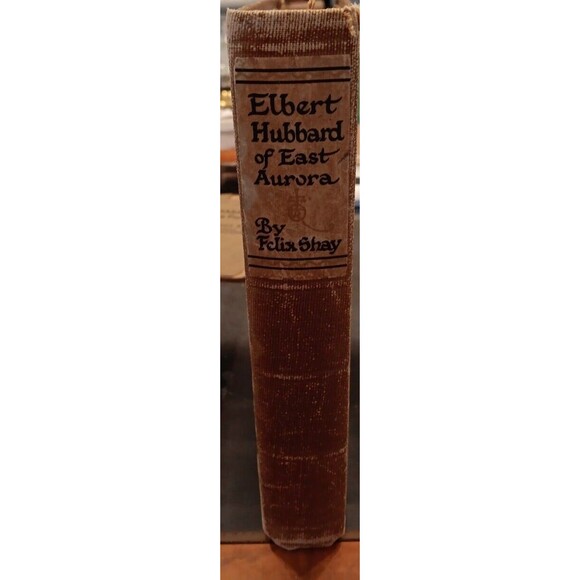 Elbert
Hubbard
of East
Aurora
By
Felix Shay